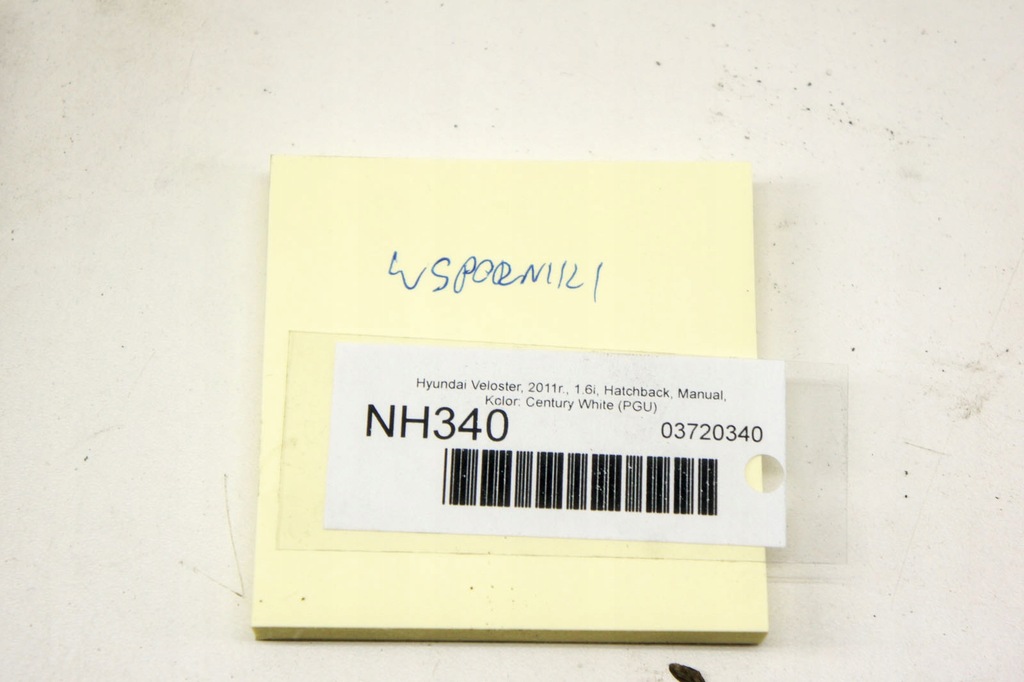 WSPORNIKI
Hyundai Veloster, 2011r., 1.6i, Hatchback, Manual,
Kolor: Century White (PGU)
NH340
03720340